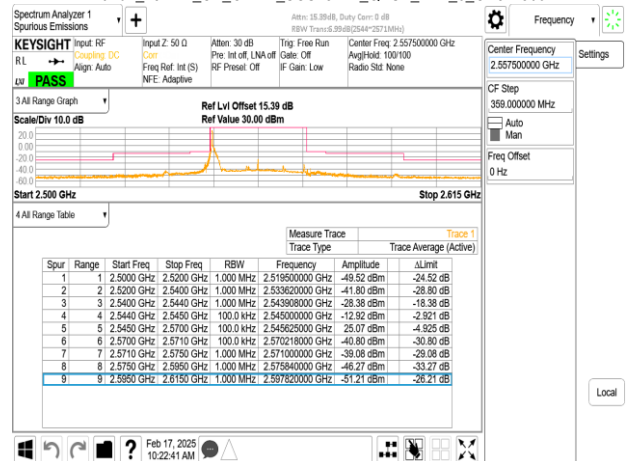 Spectrum Analyzer 1
Spurious Emissions
Attn: 15.39dB, Duty Corr: 0 dB
RBW Trans:6.99dB(2544~2571MHz)
Frequency
KEYSIGHT Input: RF Input Z: 50 Ω Atten: 30 dB Trig: Free Run Center Freq: 2.557500000 GHz
RL Coupling: DC Corr Pre: Int off, LNA off Gate: Off Avg|Hold: 100/100
Align: Auto Freq Ref: Int (S) RF Preset: Off IF Gain: Low Radio Std: None
NFE: Adaptive
LXI PASS
Center Frequency
2.557500000 GHz
Settings
CF Step
359.000000 MHz
Auto
Man
Freq Offset
0 Hz
3 All Range Graph
Ref Lvl Offset 15.39 dB
Scale/Div 10.0 dB Ref Value 30.00 dBm
20.0
0.00
-20.0
-40.0
-60.0
Start 2.500 GHz Stop 2.615 GHz
4 All Range Table
Measure Trace Trace 1
Trace Type Trace Average (Active)
Spur Range Start Freq Stop Freq RBW Frequency Amplitude ΔLimit
1 1 2.5000 GHz 2.5200 GHz 1.000 MHz 2.519500000 GHz -49.52 dBm -24.52 dB
2 2 2.5200 GHz 2.5400 GHz 1.000 MHz 2.533620000 GHz -41.80 dBm -28.80 dB
3 3 2.5400 GHz 2.5440 GHz 1.000 MHz 2.543908000 GHz -28.38 dBm -18.38 dB
4 4 2.5440 GHz 2.5450 GHz 100.0 kHz 2.545000000 GHz -12.92 dBm -2.921 dB
5 5 2.5450 GHz 2.5700 GHz 100.0 kHz 2.545625000 GHz 25.07 dBm -4.925 dB
6 6 2.5700 GHz 2.5710 GHz 100.0 kHz 2.570218000 GHz -40.80 dBm -30.80 dB
7 7 2.5710 GHz 2.5750 GHz 1.000 MHz 2.571000000 GHz -39.08 dBm -29.08 dB
8 8 2.5750 GHz 2.5950 GHz 1.000 MHz 2.575840000 GHz -46.27 dBm -33.27 dB
9 9 2.5950 GHz 2.6150 GHz 1.000 MHz 2.597820000 GHz -51.21 dBm -26.21 dB
Local
Feb 17, 2025
10:22:41 AM